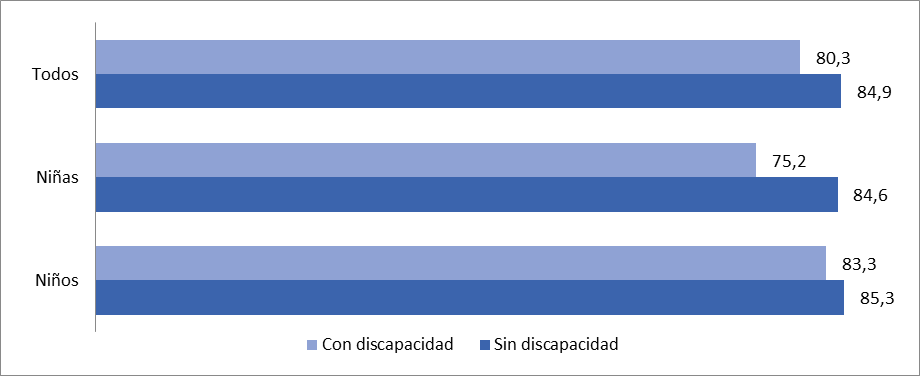 Todos
80,3
84,9
Niñas
75,2
84,6
Niños
83,3
85,3
Con discapacidad
Sin discapacidad